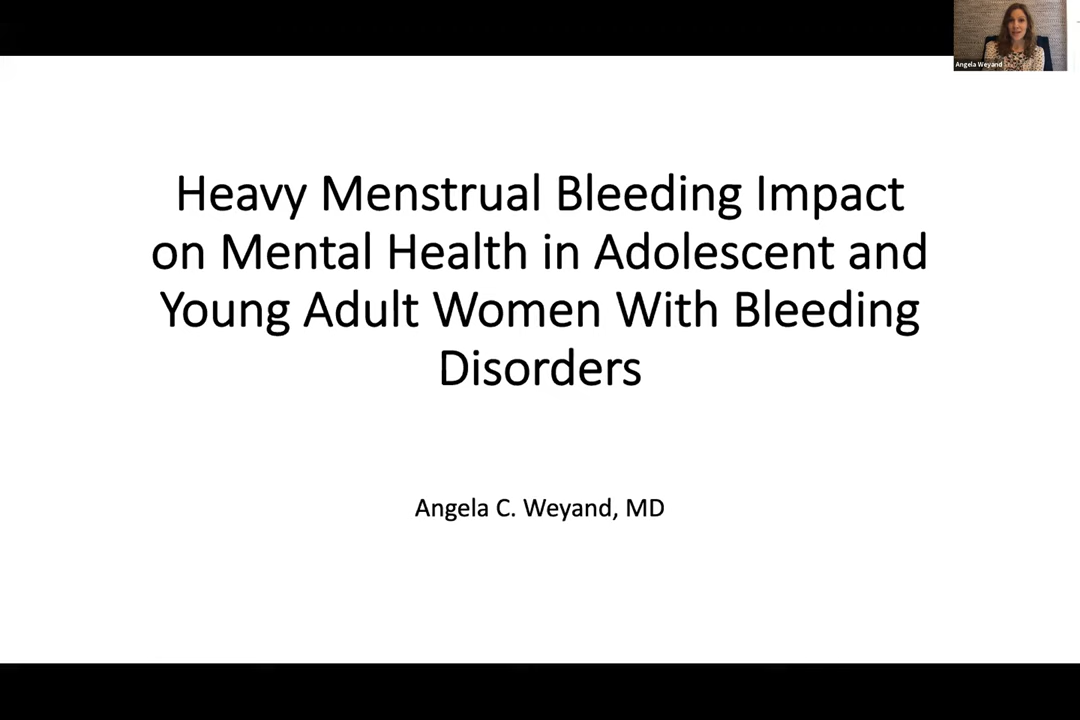 Angela Weyand
Heavy Menstrual Bleeding Impact
on Mental Health in Adolescent and
Young Adult Women With Bleeding
Disorders
Angela C. Weyand, MD